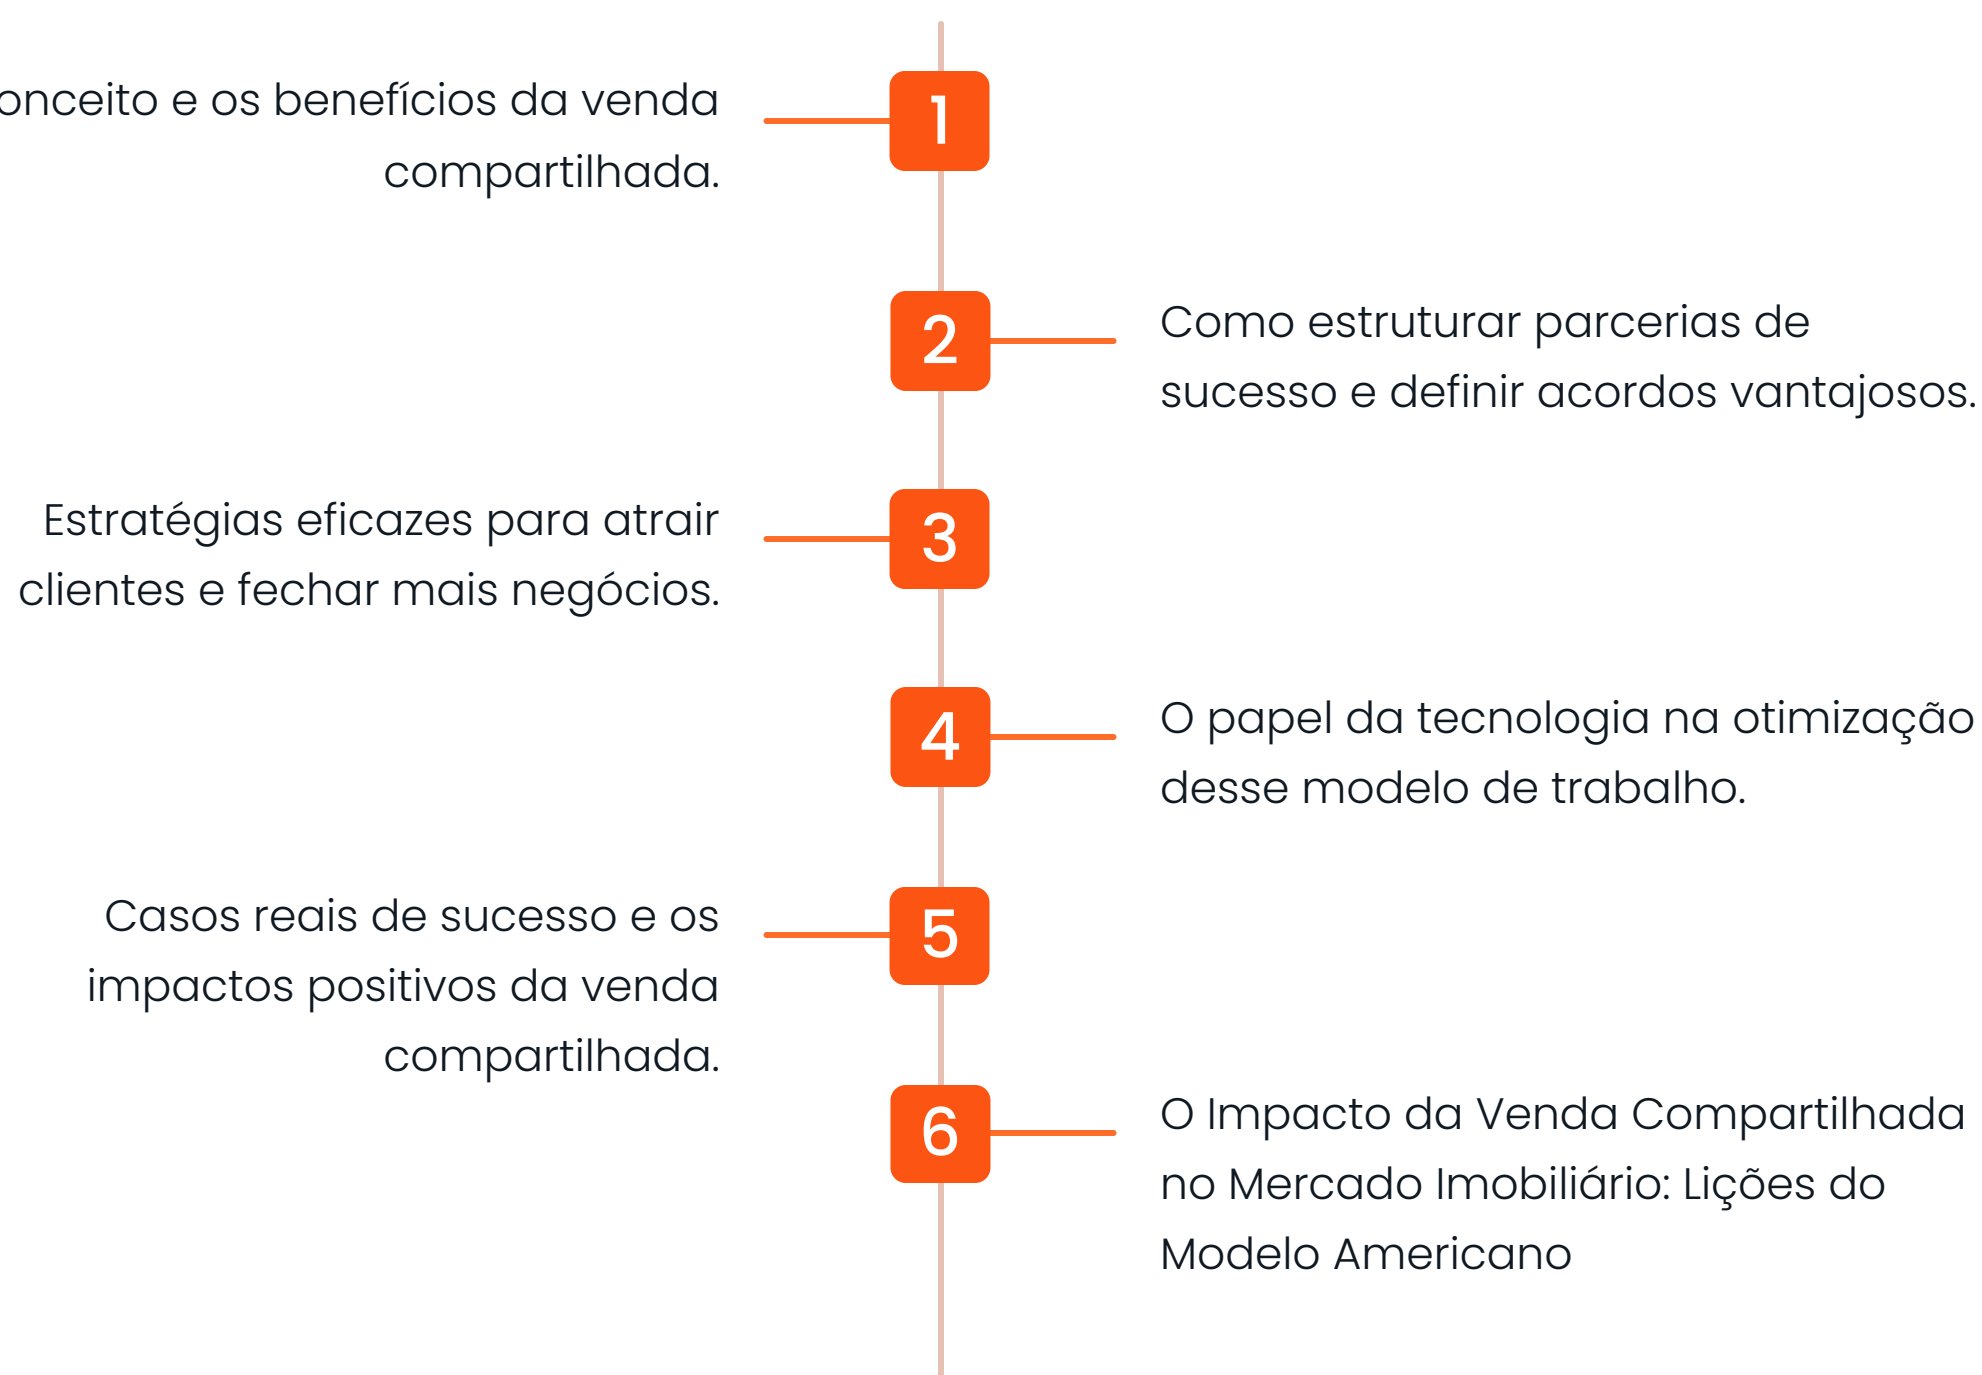 onceito e os benefícios da venda
compartilhada.
1
2
Como estruturar parcerias de
sucesso e definir acordos vantajosos.
Estratégias eficazes para atrair
clientes e fechar mais negócios.
3
4
O papel da tecnologia na otimização
desse modelo de trabalho.
Casos reais de sucesso e os
impactos positivos da venda
compartilhada.
5
6
O Impacto da Venda Compartilhada
no Mercado Imobiliário: Lições do
Modelo Americano